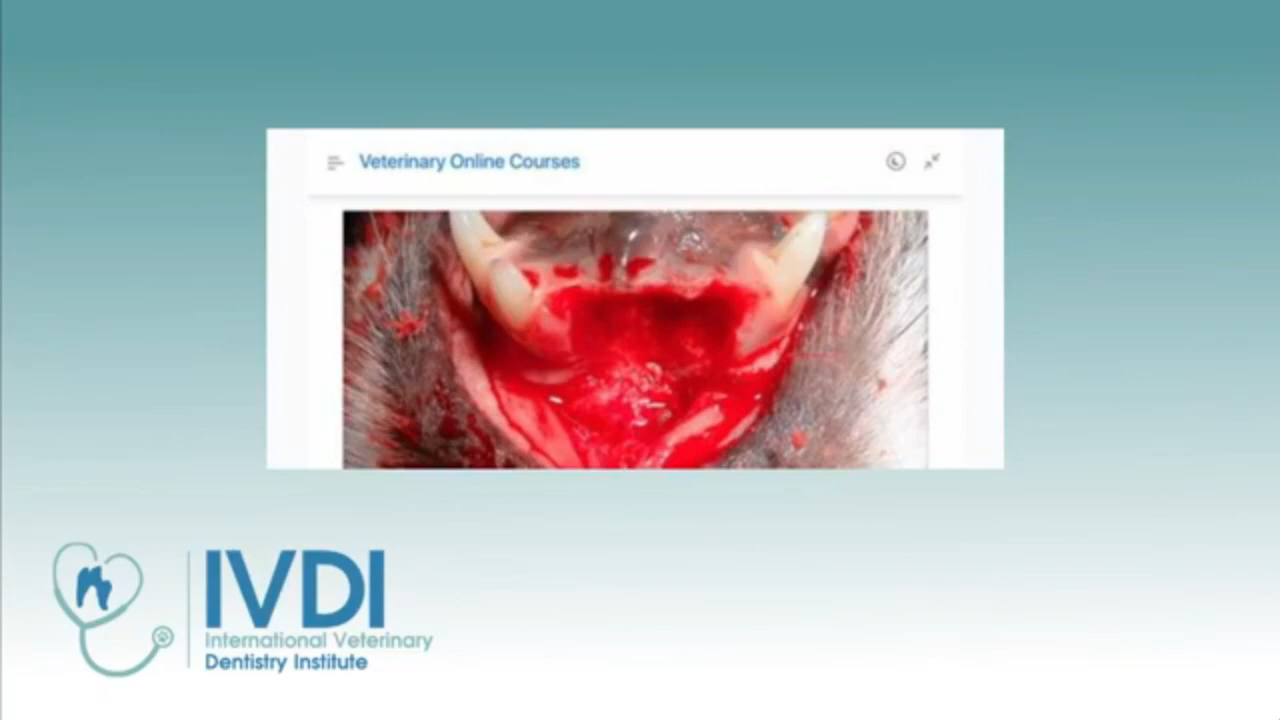 Veterinary Online Courses
IVDI
International Veterinary
Dentistry Institute